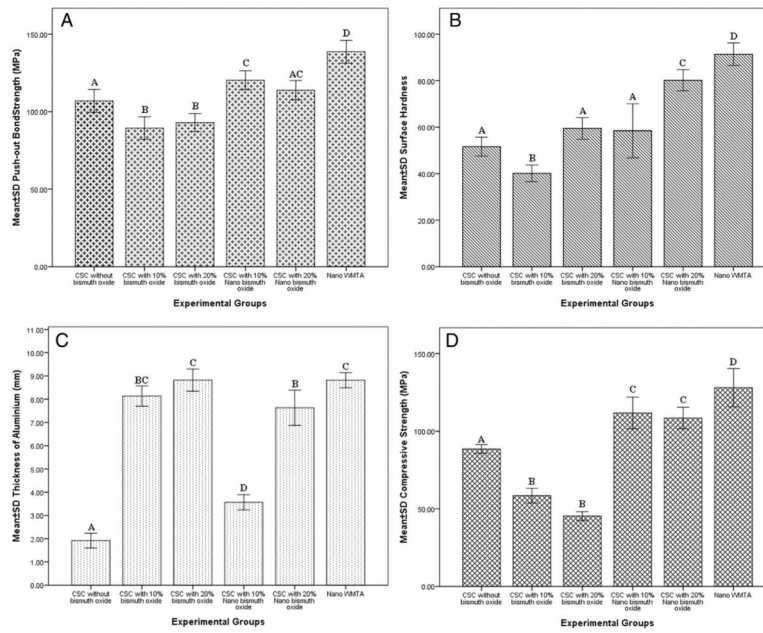 A
Mean±SD Push-out BondStrength (MPa)
150.00
100.00
50.00
0.00
A
B
B
C
AC
D
CSC without bismuth oxide
CSC with 10% bismuth oxide
CSC with 20% bismuth oxide
CSC with 10% Nano bismuth oxide
CSC with 20% Nano bismuth oxide
Nano WMTA
Experimental Groups
B
Mean±SD Surface Hardness
100.00
80.00
60.00
40.00
20.00
0.00
A
B
A
A
C
D
CSC without bismuth oxide
CSC with 10% bismuth oxide
CSC with 20% bismuth oxide
CSC with 10% Nano bismuth oxide
CSC with 20% Nano bismuth oxide
Nano WMTA
Experimental Groups
C
Mean±SD Thickness of Aluminium (mm)
11.00
10.00
9.00
8.00
7.00
6.00
5.00
4.00
3.00
2.00
1.00
0.00
A
BC
C
D
B
C
CSC without bismuth oxide
CSC with 10% bismuth oxide
CSC with 20% bismuth oxide
CSC with 10% Nano bismuth oxide
CSC with 20% Nano bismuth oxide
Nano WMTA
Experimental Groups
D
Mean±SD Compressive Strength (MPa)
150.00
100.00
50.00
0.00
A
B
B
C
C
D
CSC without bismuth oxide
CSC with 10% bismuth oxide
CSC with 20% bismuth oxide
CSC with 10% Nano bismuth oxide
CSC with 20% Nano bismuth oxide
Nano WMTA
Experimental Groups